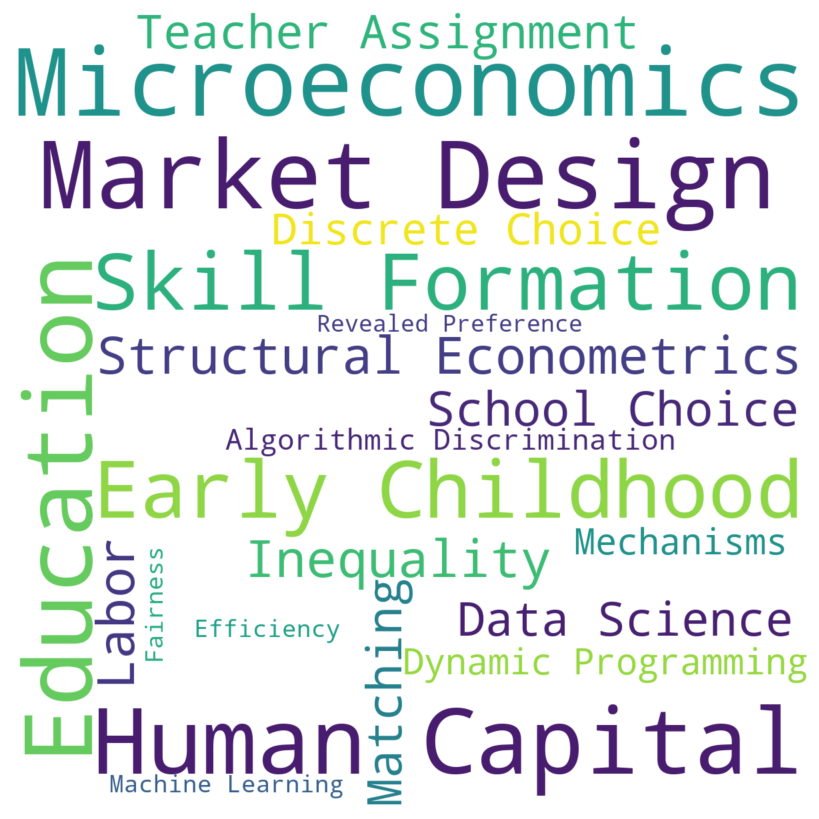 Teacher Assignment
Microeconomics
Market Design
Discrete Choice
Skill Formation
Education
Revealed Preference
Structural Econometrics
School Choice
Algorithmic Discrimination
Early Childhood
Mechanisms
Inequality
Labor
Fairness
Matching
Data Science
Efficiency
Dynamic Programming
Human Capital
Machine Learning